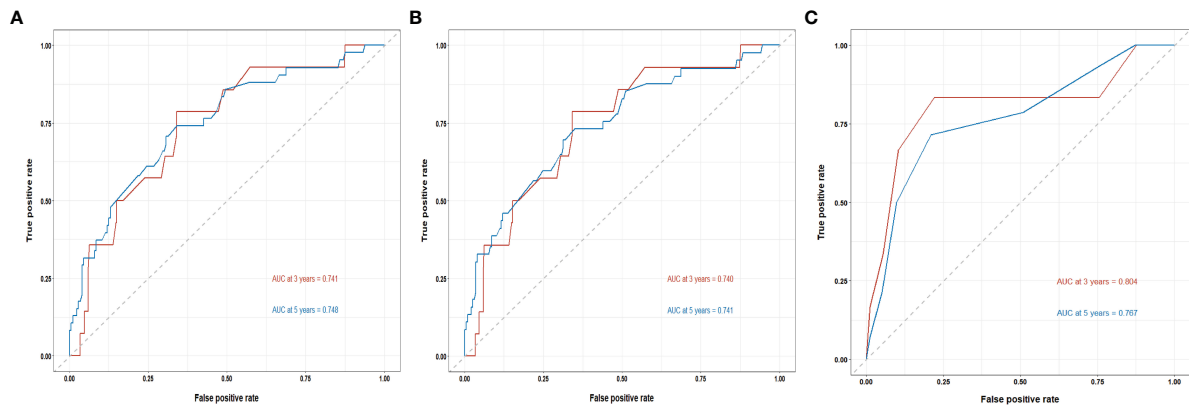 A
1.00
0.75
0.50
0.25
0.00
True positive rate
AUC at 3 years = 0.741
AUC at 5 years = 0.748
0.00 0.25 0.50 0.75 1.00
False positive rate
B
1.00
0.75
0.50
0.25
0.00
True positive rate
AUC at 3 years = 0.740
AUC at 5 years = 0.741
0.00 0.25 0.50 0.75 1.00
False positive rate
C
1.00
0.75
0.50
0.25
0.00
True positive rate
AUC at 3 years = 0.804
AUC at 5 years = 0.767
0.00 0.25 0.50 0.75 1.00
False positive rate